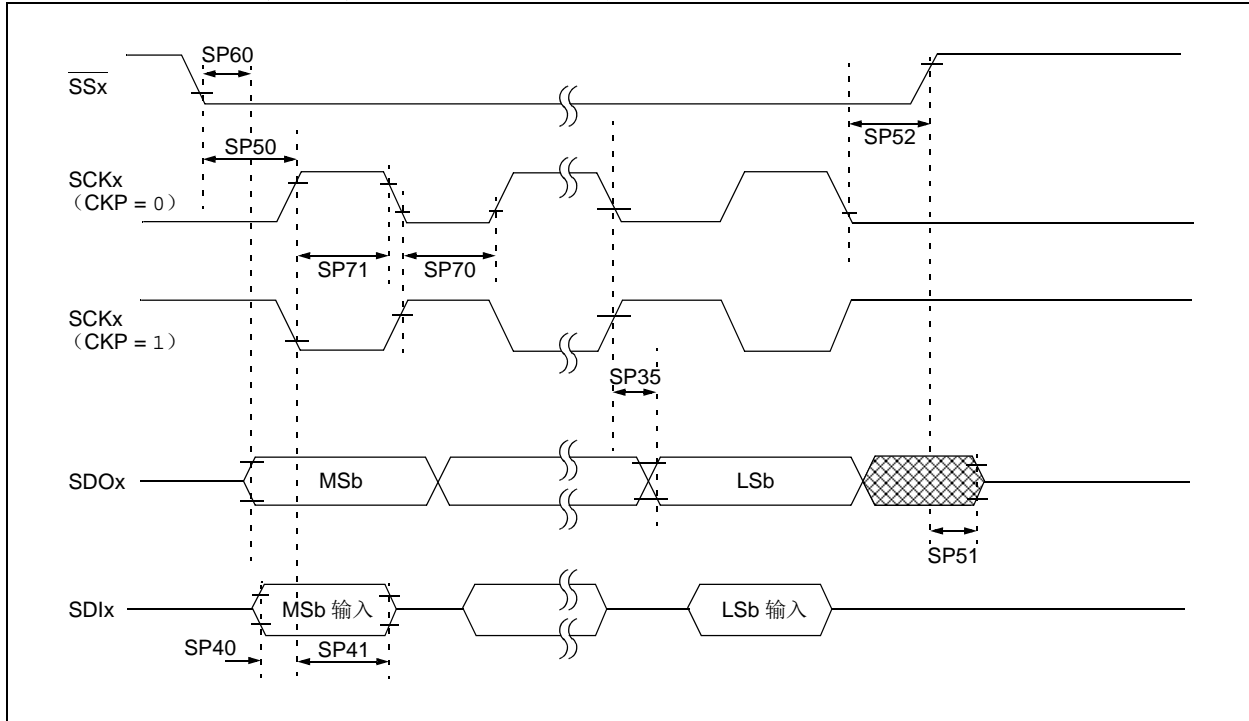 SP60
SSx
SP52
SP50
SCKx
（CKP = 0）
SP71
SP70
SCKx
（CKP = 1）
SP35
SDOx
MSb
LSb
SP51
SDIx
MSb 输入
LSb 输入
SP40
SP41